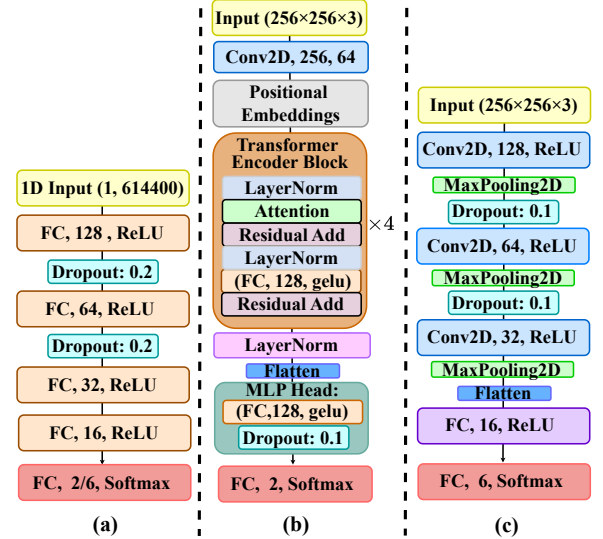 1D Input (1, 614400)
FC, 128 , ReLU
Dropout: 0.2
FC, 64, ReLU
Dropout: 0.2
FC, 32, ReLU
FC, 16, ReLU
FC, 2/6, Softmax
(a)
Input (256×256×3)
Conv2D, 256, 64
Positional
Embeddings
Transformer
Encoder Block
LayerNorm
Attention
Residual Add
LayerNorm
(FC, 128, gelu)
Residual Add
×4
LayerNorm
Flatten
MLP Head:
(FC,128, gelu)
Dropout: 0.1
FC, 2, Softmax
(b)
Input (256×256×3)
Conv2D, 128, ReLU
MaxPooling2D
Dropout: 0.1
Conv2D, 64, ReLU
MaxPooling2D
Dropout: 0.1
Conv2D, 32, ReLU
MaxPooling2D
Flatten
FC, 16, ReLU
FC, 6, Softmax
(c)